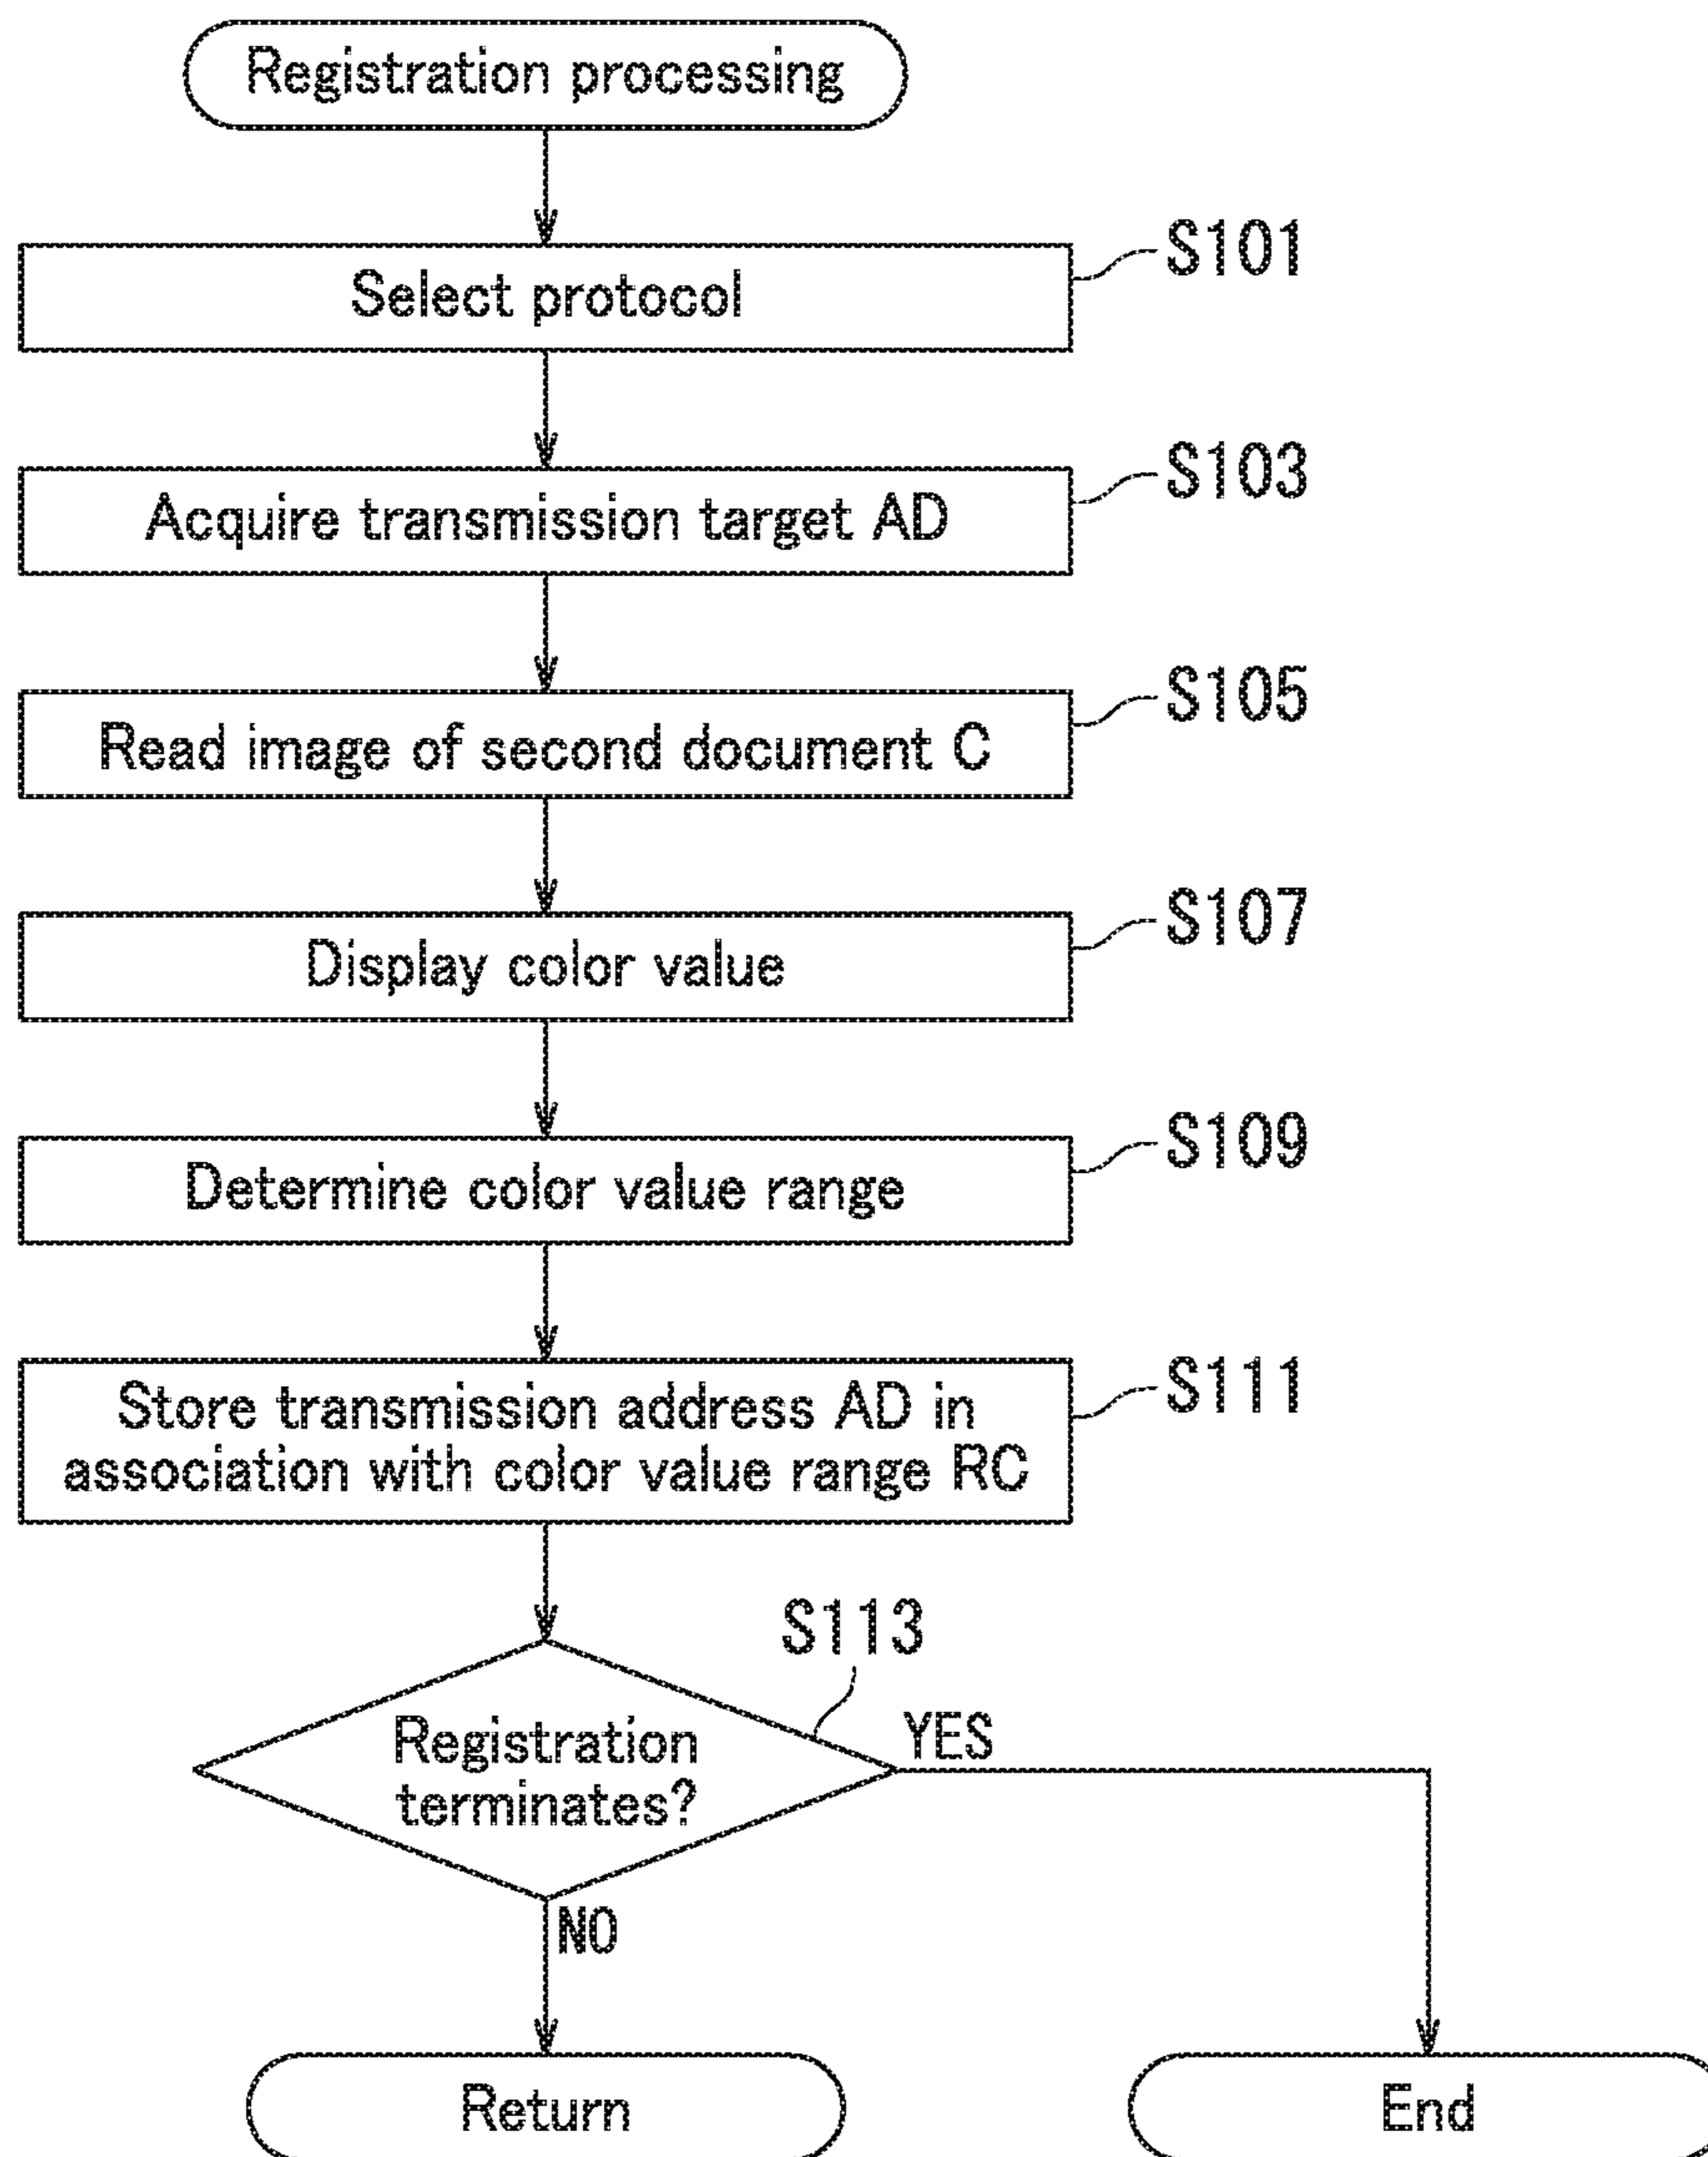 Registration processing
S101
Select protocol
S103
Acquire transmission target AD
S105
Read image of second document C
S107
Display color value
S109
Determine color value range
S111
Store transmission address AD in
association with color value range RC
S113
Registration
terminates?
YES
NO
Return
End